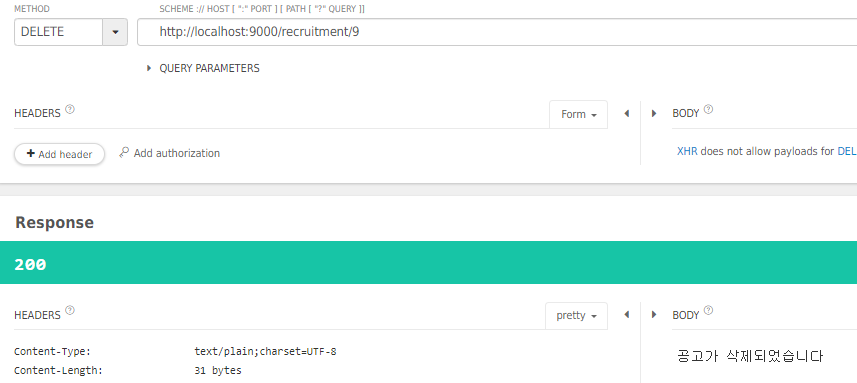 METHOD
SCHEME :// HOST [ ":" PORT ] [ PATH [ "?" QUERY ]]
DELETE
http://localhost:9000/recruitment/9
QUERY PARAMETERS
HEADERS ?
Form
BODY ?
+ Add header
Add authorization
XHR does not allow payloads for DEL
Response
200
HEADERS ?
pretty
BODY ?
Content-Type: text/plain;charset=UTF-8
Content-Length: 31 bytes
공고가 삭제되었습니다